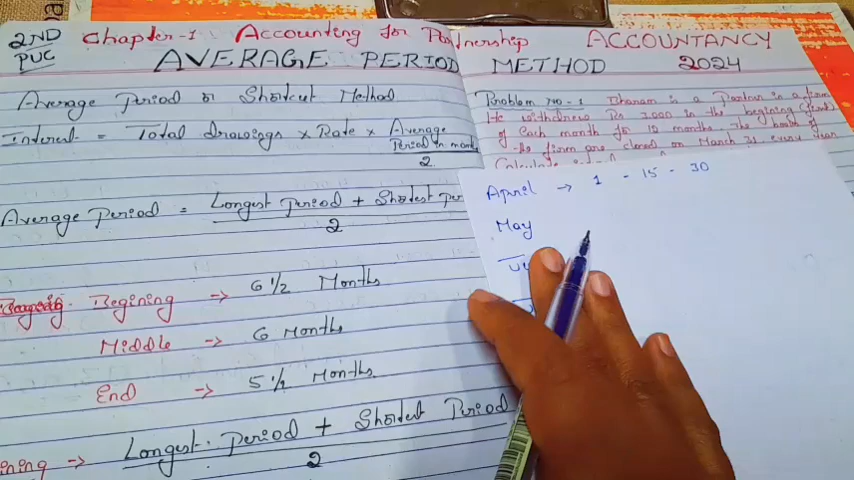 2ND
PUC
Chapter-1 Accounting for Partnership
ACCOUNTANCY
AVERAGE PERIOD METHOD 2024
Average Period or Shortcut Method
Interest = Total drawings × Rate × Average
Period in
2
Average Period = Longest Period + Shortest
2
Begining → 6 1/2 Months
Middle → 6 Months
End → 5 1/2 Months
→ Longest Period + Shortest Period
2
Problem No-1 Dharam is a Partner in a firm
He withdrew Rs in the beginning
of each month for months. The books of
the firm are closed on March 31 every year
Calculate
April → 1 - 15 - 30
May